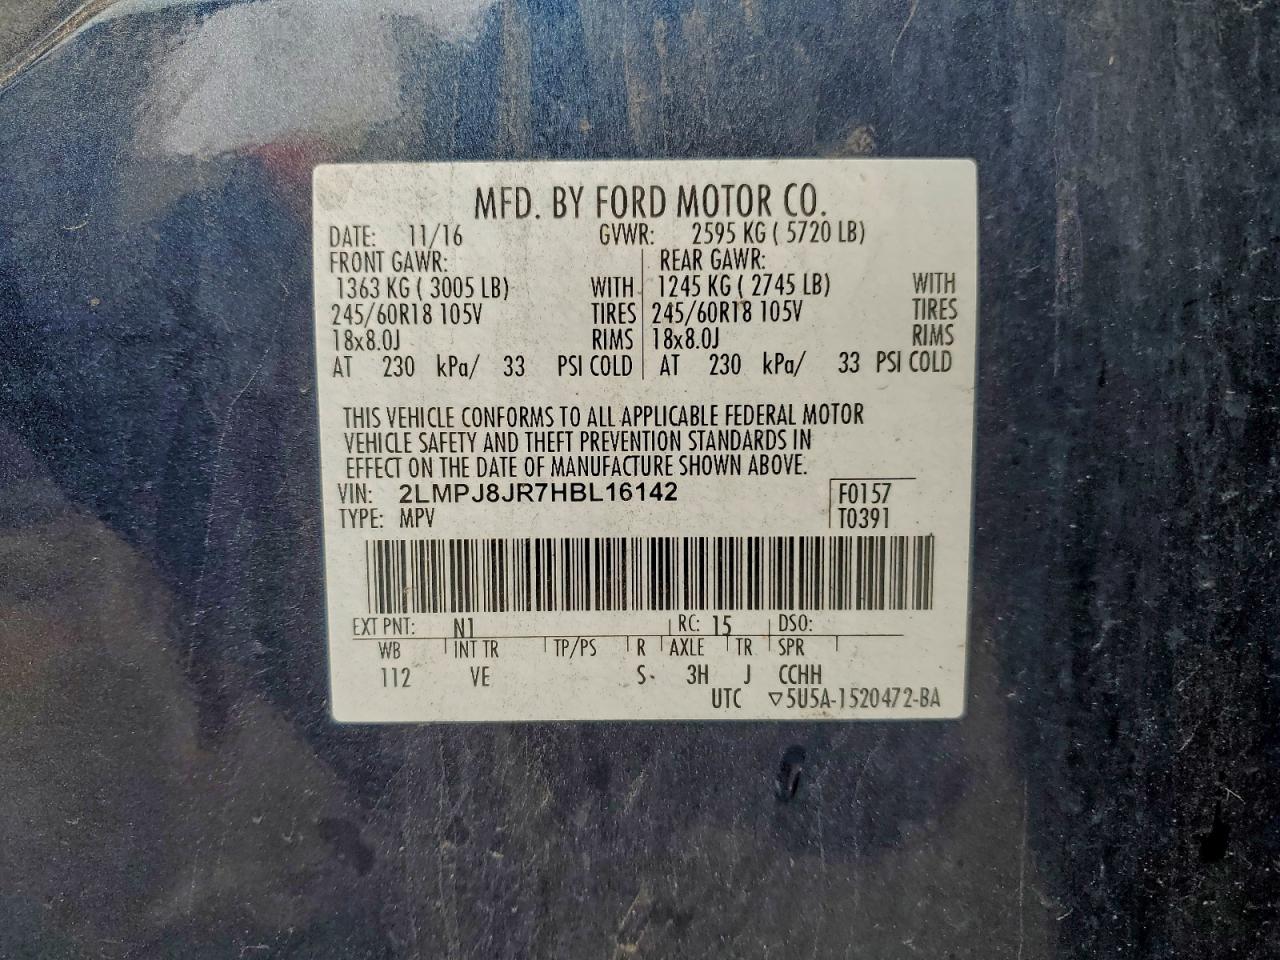 MFD. BY FORD MOTOR CO.
DATE: 11/16 GVWR: 2595 KG ( 5720 LB)
FRONT GAWR: REAR GAWR:
1363 KG ( 3005 LB) WITH 1245 KG ( 2745 LB) WITH
245/60R18 105V TIRES 245/60R18 105V TIRES
18x8.0J RIMS 18x8.0J RIMS
AT 230 kPa/ 33 PSI COLD AT 230 kPa/ 33 PSI COLD
THIS VEHICLE CONFORMS TO ALL APPLICABLE FEDERAL MOTOR
VEHICLE SAFETY AND THEFT PREVENTION STANDARDS IN
EFFECT ON THE DATE OF MANUFACTURE SHOWN ABOVE.
VIN: 2LMPJ8JR7HBL16142 F0157
TYPE: MPV T0391
EXT PNT: N1 RC: 15 DSO:
WB INT TR TP/PS R AXLE TR SPR
112 VE S- 3H J CCHH
UTC ▽5U5A-1520472-BA